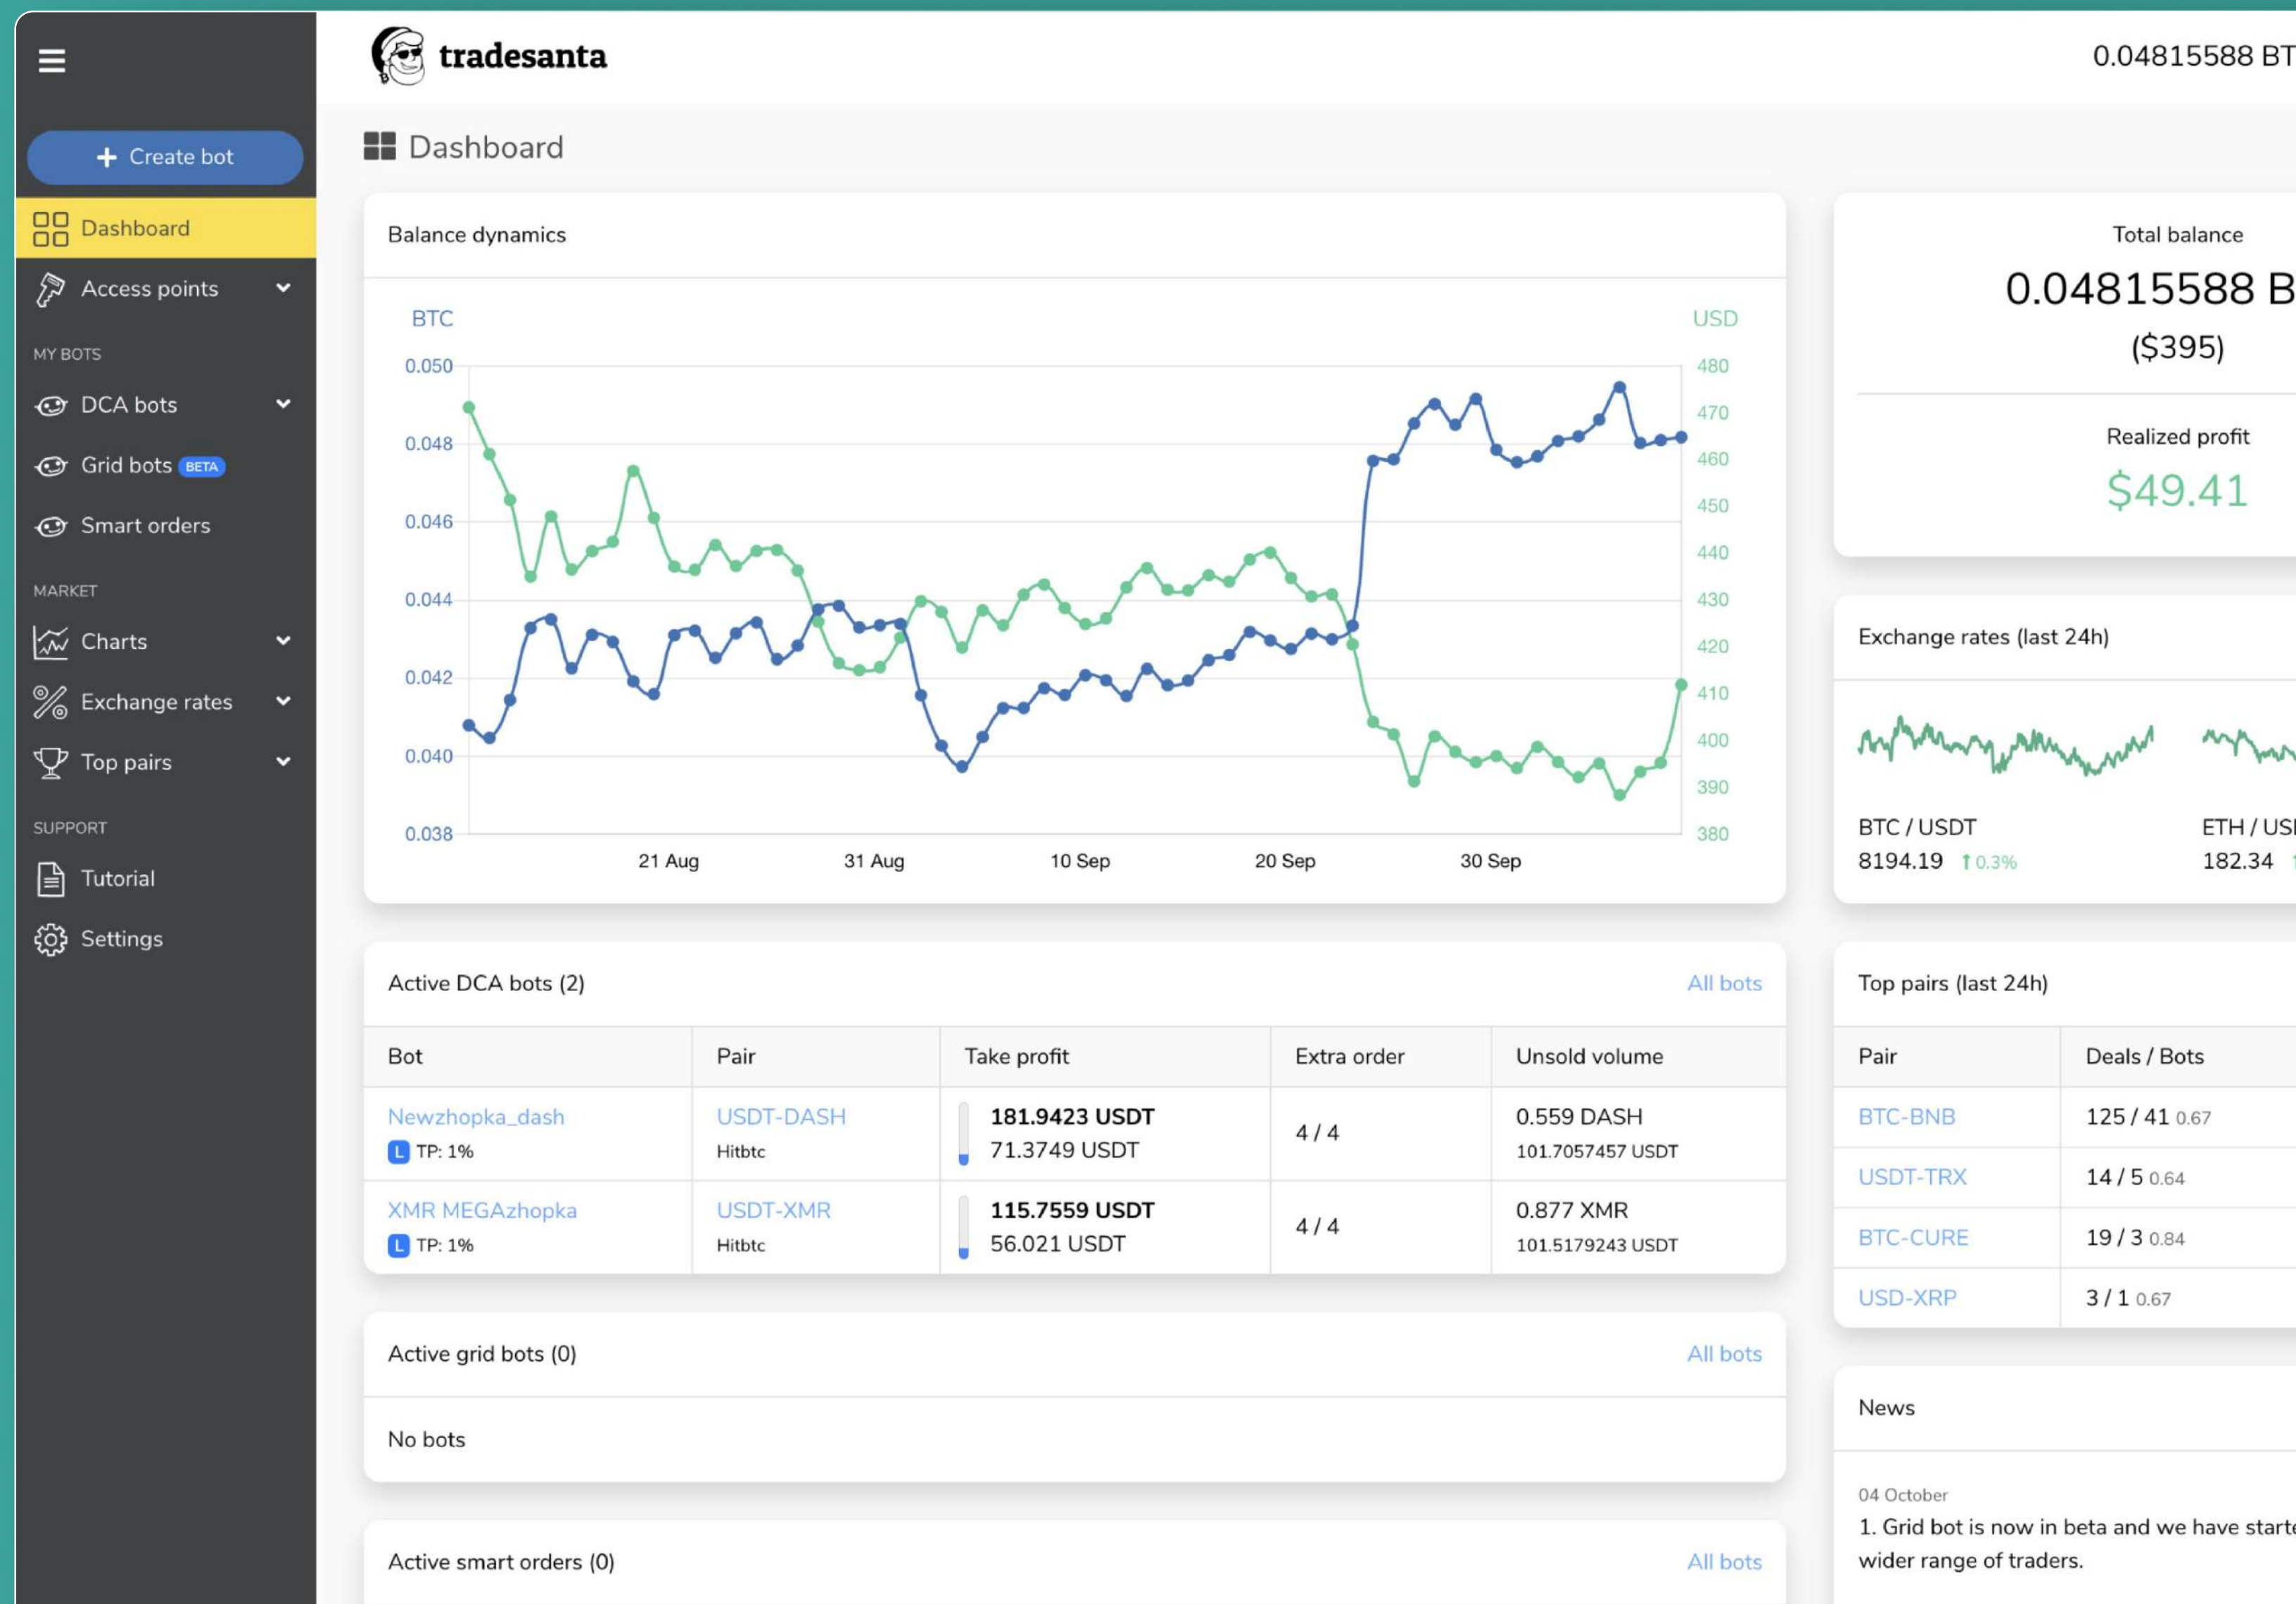 tradesanta
0.04815588 BT
Create bot
Dashboard
Access points
MY BOTS
DCA bots
Grid bots BETA
Smart orders
MARKET
Charts
Exchange rates
Top pairs
SUPPORT
Tutorial
Settings
Dashboard
Balance dynamics
BTC
USD
0.050
0.048
0.046
0.044
0.042
0.040
0.038
480
470
460
450
440
430
420
410
400
390
380
21 Aug
31 Aug
10 Sep
20 Sep
30 Sep
Total balance
0.04815588 B
($395)
Realized profit
$49.41
Exchange rates (last 24h)
BTC / USDT
8194.19 0.3%
ETH / US
182.34
Active DCA bots (2)
All bots
Bot Pair Take profit Extra order Unsold volume
Newzhopka_dash USDT-DASH 181.9423 USDT 4 / 4 0.559 DASH
L TP: 1% Hitbtc 71.3749 USDT 101.7057457 USDT
XMR MEGAzhopka USDT-XMR 115.7559 USDT 4 / 4 0.877 XMR
L TP: 1% Hitbtc 56.021 USDT 101.5179243 USDT
Top pairs (last 24h)
Pair Deals / Bots
BTC-BNB 125 / 41 0.67
USDT-TRX 14 / 5 0.64
BTC-CURE 19 / 3 0.84
USD-XRP 3 / 1 0.67
Active grid bots (0)
All bots
No bots
Active smart orders (0)
All bots
News
04 October
1. Grid bot is now in beta and we have starte
wider range of traders.